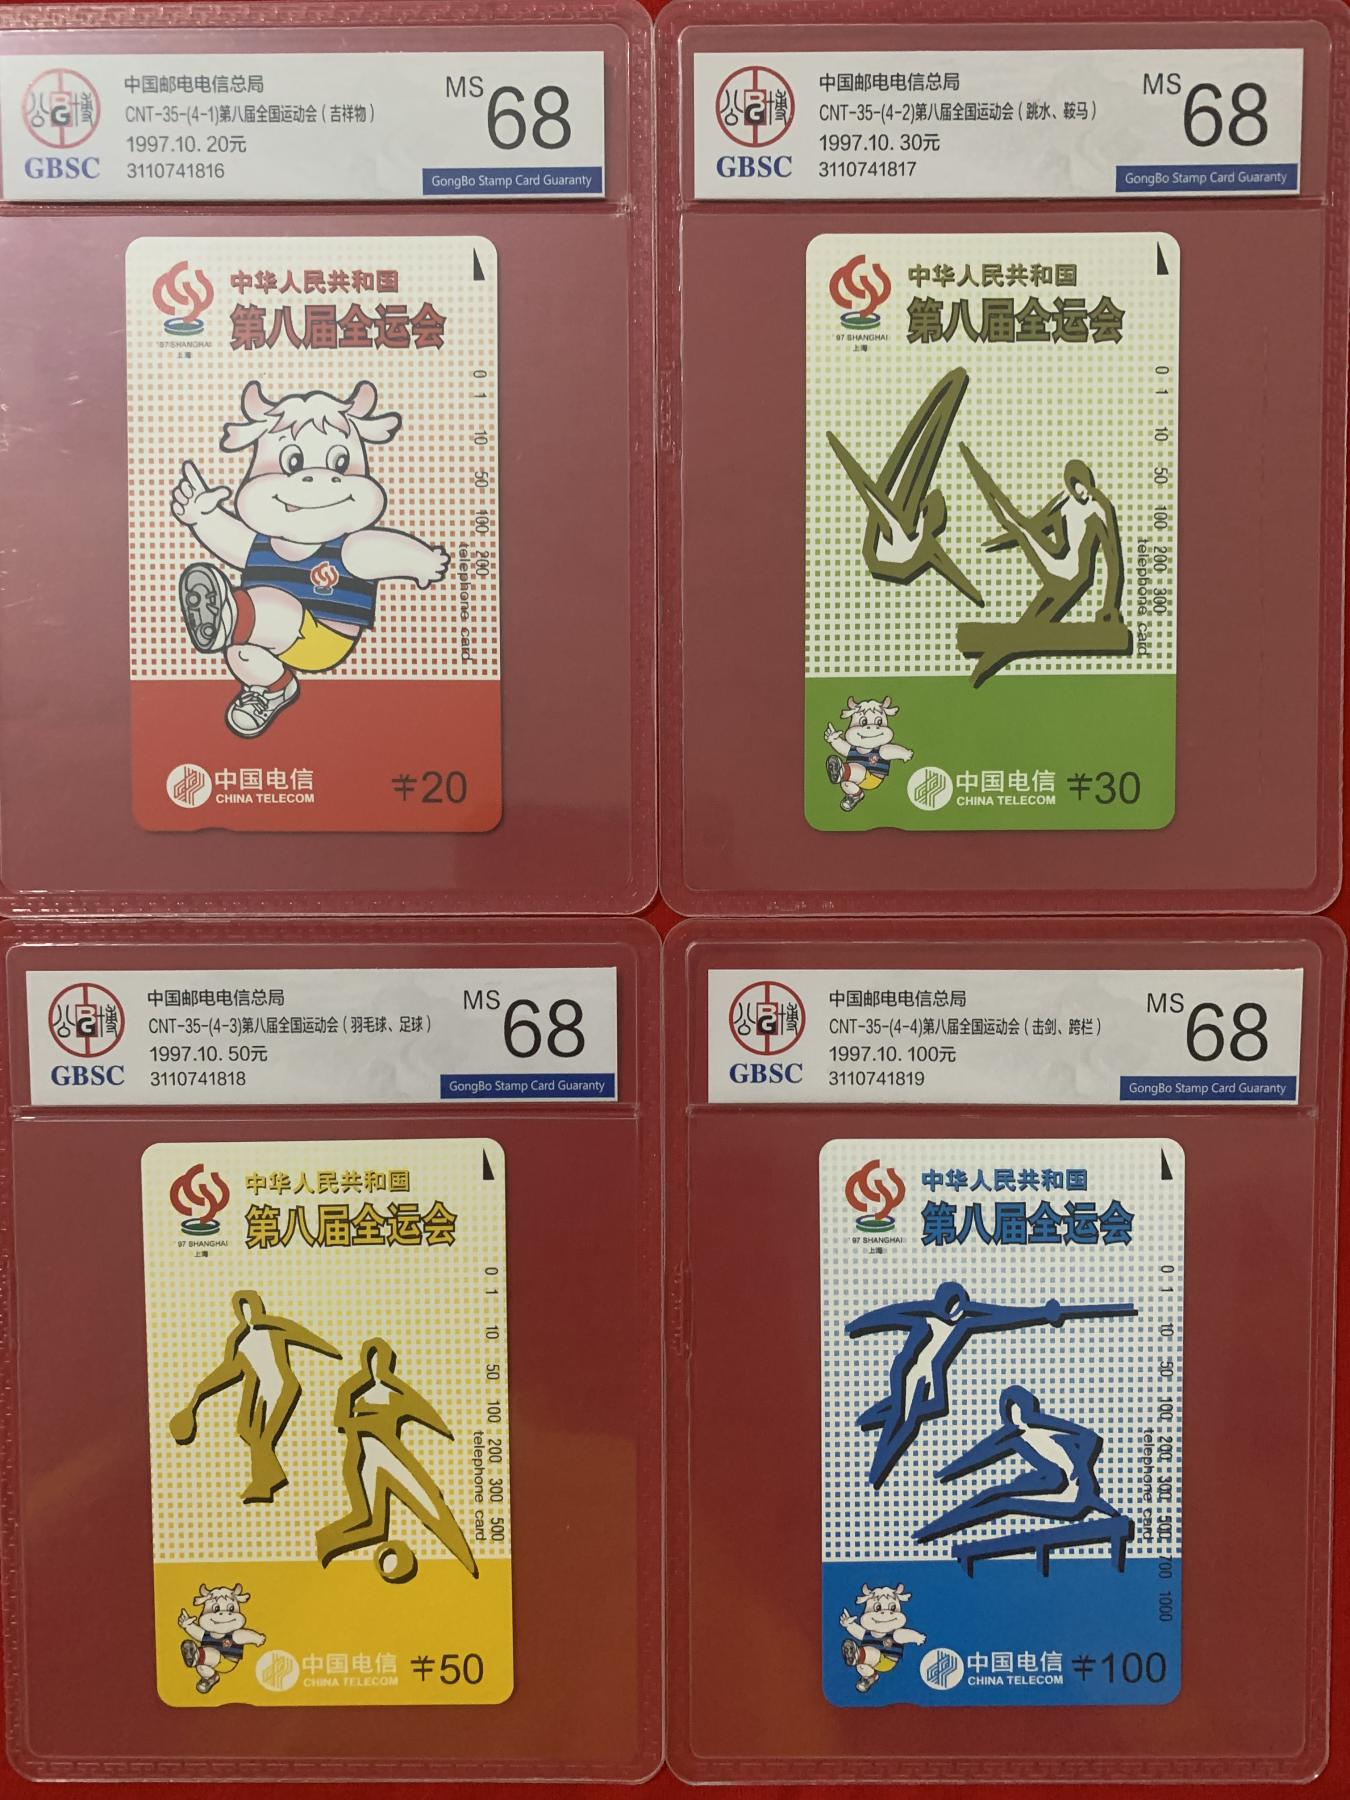 中国邮电电信总局
CNT-35-(4-1)第八届全国运动会(吉祥物)
1997.10. 20元
3110741816
MS 68
GBSC
GongBo Stamp Card Guaranty
公博
BG
中华人民共和国
第八届全运会
'97 SHANGHAI
上海
0 1 10 50 100 200
telephone card
中国电信
CHINA TELECOM
¥20
中国邮电电信总局
CNT-35-(4-2)第八届全国运动会(跳水、鞍马)
1997.10. 30元
3110741817
MS 68
GBSC
GongBo Stamp Card Guaranty
公博
BG
中华人民共和国
第八届全运会
'97 SHANGHAI
上海
0 1 10 50 100 200 300
telephone card
中国电信
CHINA TELECOM
¥30
中国邮电电信总局
CNT-35-(4-3)第八届全国运动会(羽毛球、足球)
1997.10. 50元
3110741818
MS 68
GBSC
GongBo Stamp Card Guaranty
公博
BG
中华人民共和国
第八届全运会
'97 SHANGHAI
上海
0 1 10 50 100 200 300 500
telephone card
中国电信
CHINA TELECOM
¥50
中国邮电电信总局
CNT-35-(4-4)第八届全国运动会(击剑、跨栏)
1997.10. 100元
3110741819
MS 68
GBSC
GongBo Stamp Card Guaranty
公博
BG
中华人民共和国
第八届全运会
'97 SHANGHAI
上海
0 1 10 50 100 200 300 500 700 1000
telephone card
中国电信
CHINA TELECOM
¥100